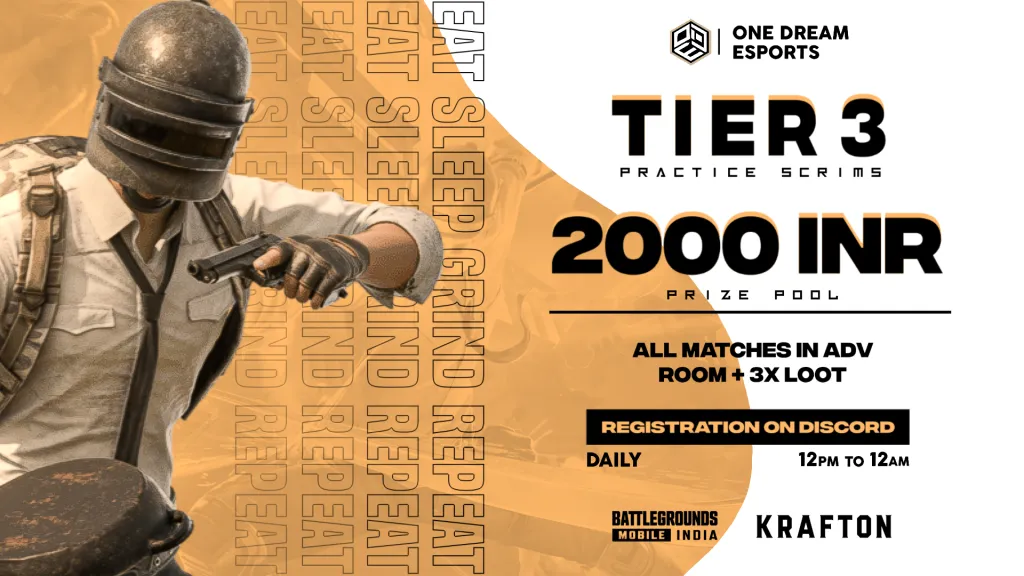 EAT SLEEP GRIND REPEAT
EAT SLEEP GRIND REPEAT
EAT SLEEP GRIND REPEAT
EAT SLEEP GRIND REPEAT
ONE DREAM
ESPORTS
TIER 3
PRACTICE SCRIMS
2000 INR
PRIZE POOL
ALL MATCHES IN ADV
ROOM + 3X LOOT
REGISTRATION ON DISCORD
DAILY 12PM TO 12AM
BATTLEGROUNDS
MOBILE INDIA
KRAFTON